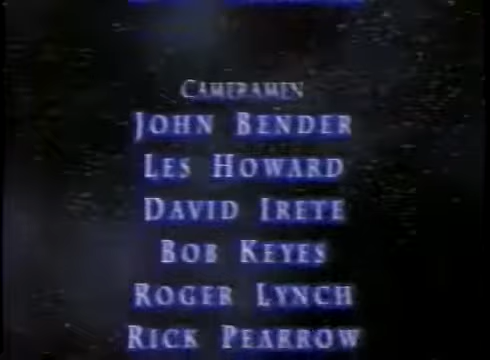 CAMERAMEN
JOHN BENDER
LES HOWARD
DAVID IRETE
BOB KEYES
ROGER LYNCH
RICK PEARROW